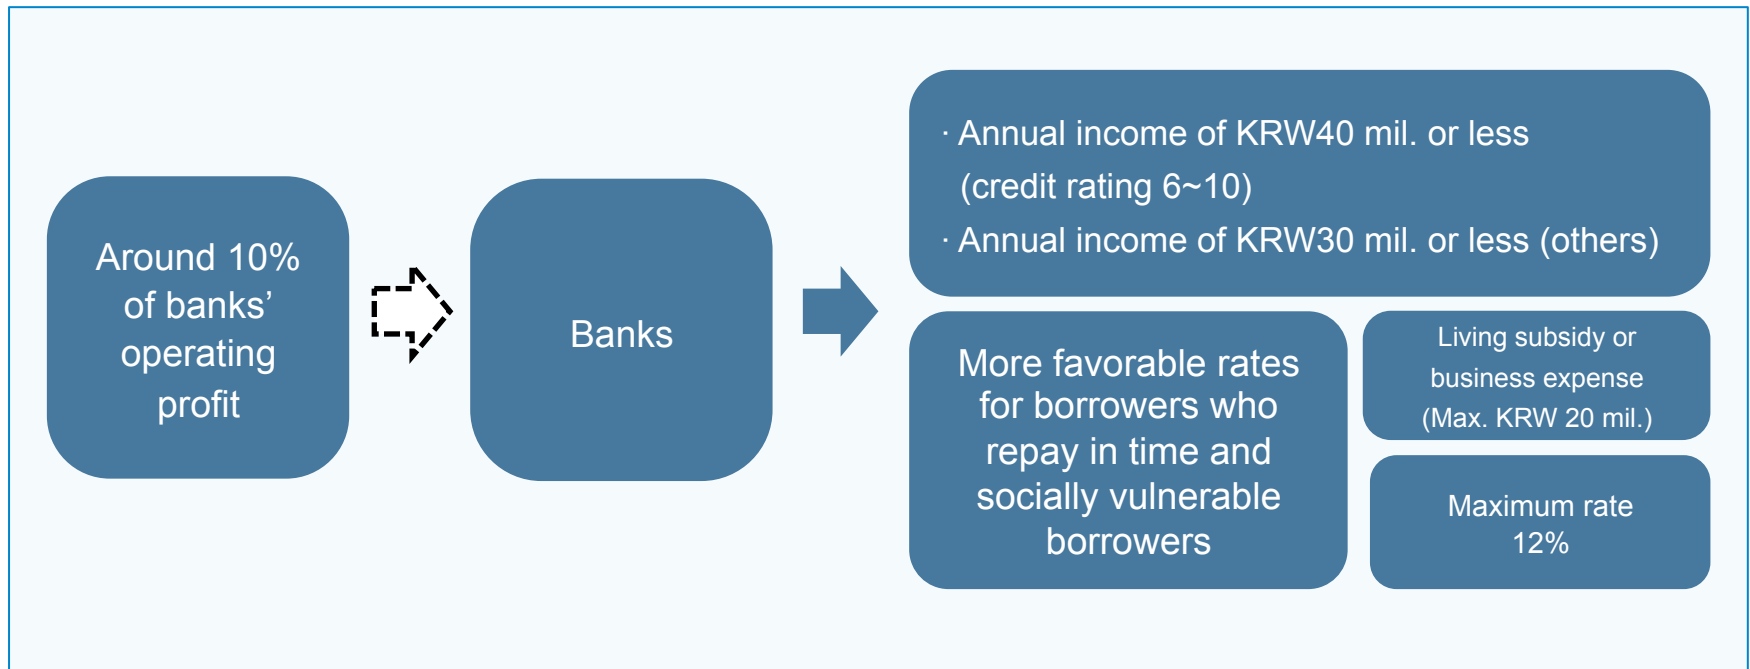 Around 10%
of banks’
operating
profit
Banks
· Annual income of KRW40 mil. or less
(credit rating 6~10)
· Annual income of KRW30 mil. or less (others)
More favorable rates
for borrowers who
repay in time and
socially vulnerable
borrowers
Living subsidy or
business expense
(Max. KRW 20 mil.)
Maximum rate
12%